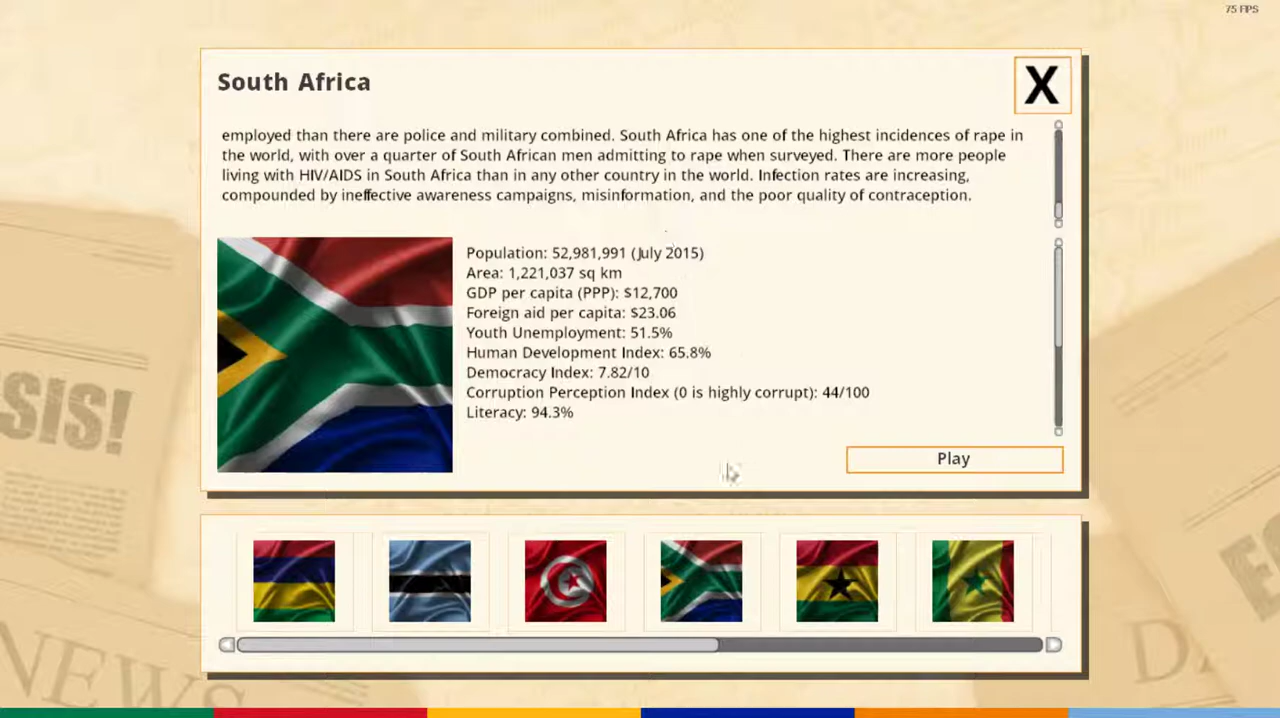 75 FPS
South Africa
X
employed than there are police and military combined. South Africa has one of the highest incidences of rape in
the world, with over a quarter of South African men admitting to rape when surveyed. There are more people
living with HIV/AIDS in South Africa than in any other country in the world. Infection rates are increasing,
compounded by ineffective awareness campaigns, misinformation, and the poor quality of contraception.
Population: 52,981,991 (July 2015)
Area: 1,221,037 sq km
GDP per capita (PPP): $12,700
Foreign aid per capita: $23.06
Youth Unemployment: 51.5%
Human Development Index: 65.8%
Democracy Index: 7.82/10
Corruption Perception Index (0 is highly corrupt): 44/100
Literacy: 94.3%
Play
SIS!
NEWS